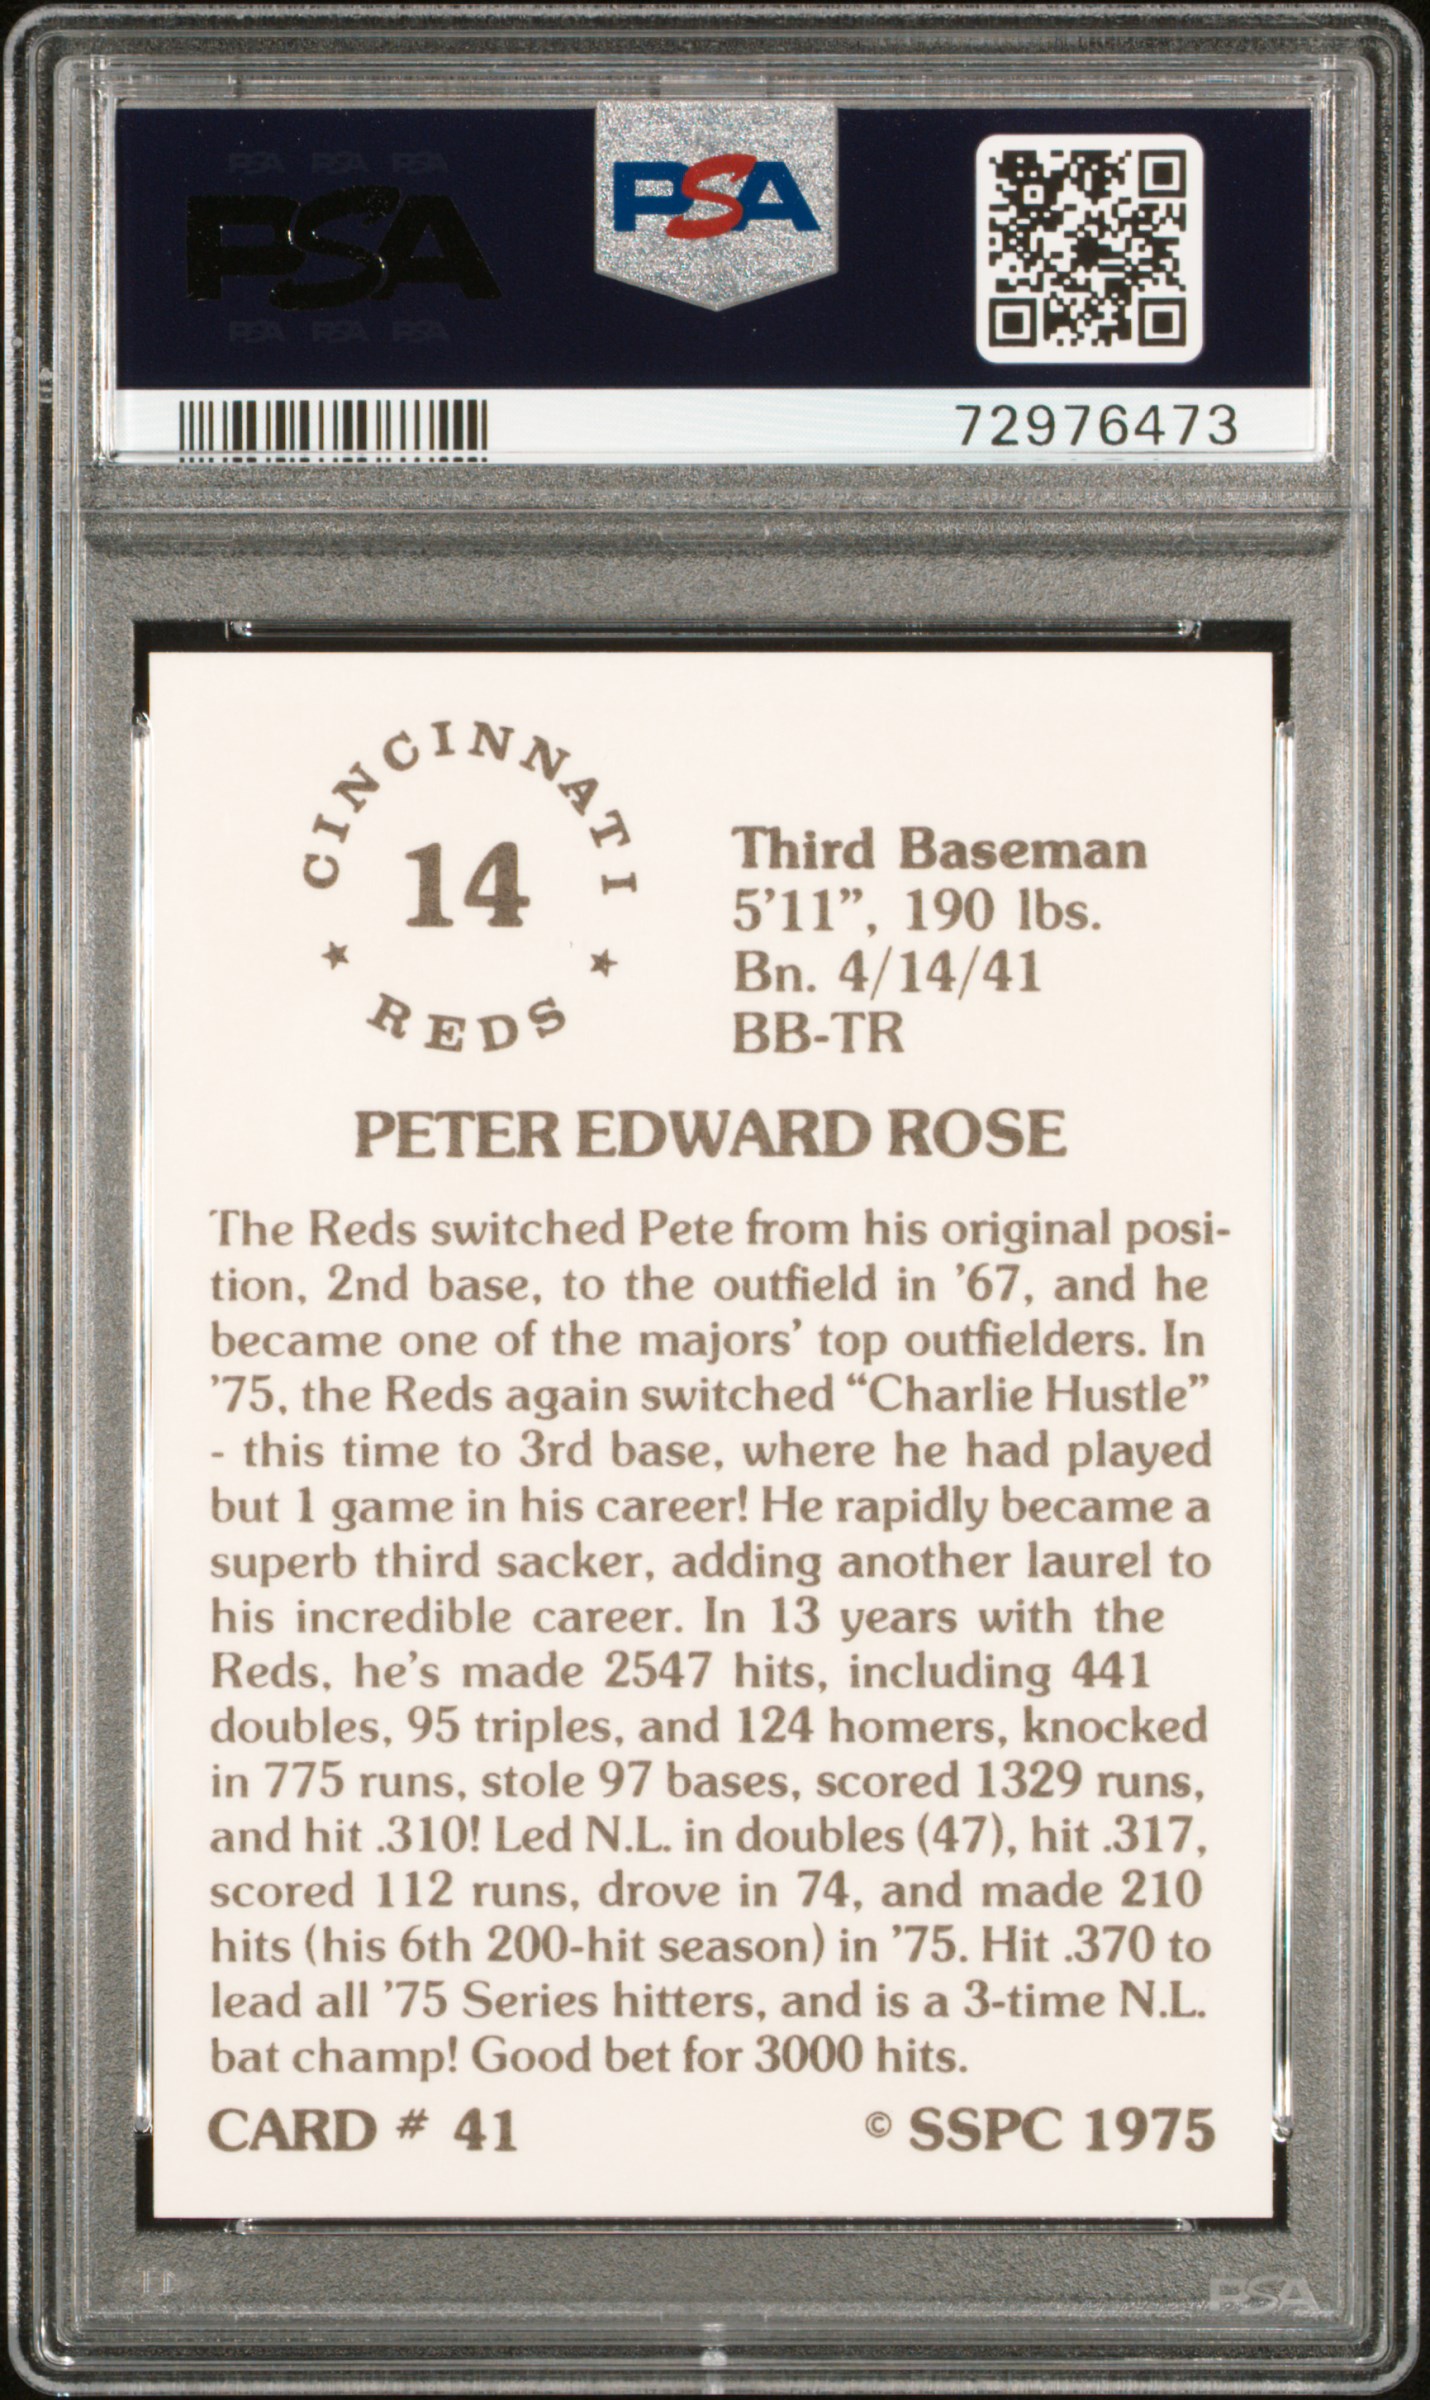 PSA PSA PSA
PSA
PSA PSA PSA
PSA
72976473
CINCINNATI
14
REDS
Third Baseman
5'11”, 190 lbs.
Bn. 4/14/41
BB-TR
PETER EDWARD ROSE
The Reds switched Pete from his original posi-
tion, 2nd base, to the outfield in ’67, and he
became one of the majors’ top outfielders. In
’75, the Reds again switched “Charlie Hustle”
- this time to 3rd base, where he had played
but 1 game in his career! He rapidly became a
superb third sacker, adding another laurel to
his incredible career. In 13 years with the
Reds, he’s made 2547 hits, including 441
doubles, 95 triples, and 124 homers, knocked
in 775 runs, stole 97 bases, scored 1329 runs,
and hit .310! Led N.L. in doubles (47), hit .317,
scored 112 runs, drove in 74, and made 210
hits (his 6th 200-hit season) in ’75. Hit .370 to
lead all ’75 Series hitters, and is a 3-time N.L.
bat champ! Good bet for 3000 hits.
CARD # 41
© SSPC 1975
PSA